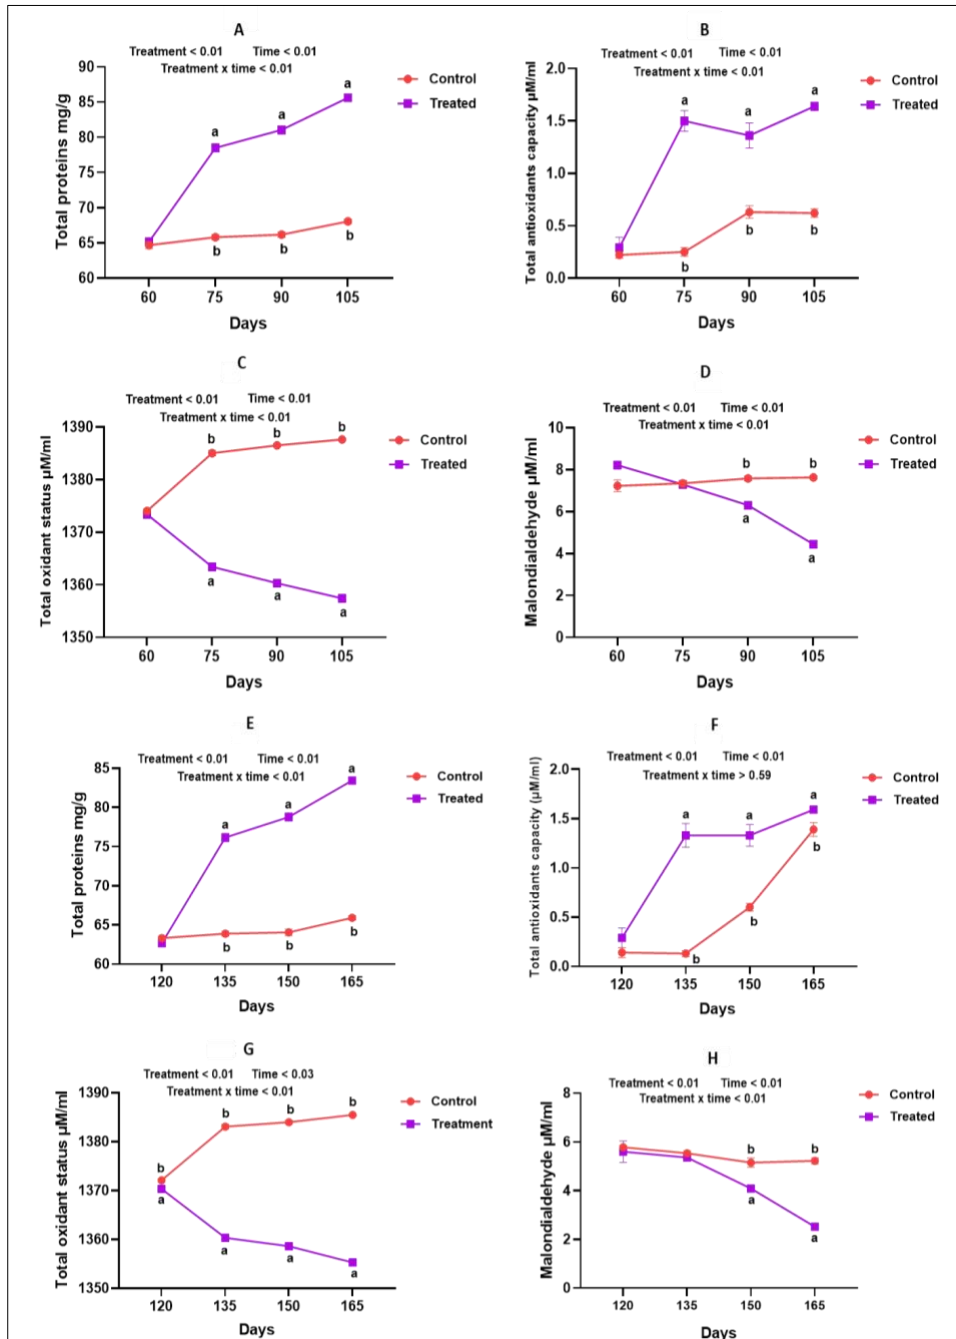 A
Treatment < 0.01 Time < 0.01
Treatment x time < 0.01
Total proteins mg/g
90
85
80
75
70
65
60
a
a
a
b
b
b
60 75 90 105
Days
Control
Treated
B
Treatment < 0.01 Time < 0.01
Treatment x time < 0.01
Total antioxidants capacity µM/ml
2.0
1.5
1.0
0.5
0.0
a
a
a
b
b
b
60 75 90 105
Days
Control
Treated
C
Treatment < 0.01 Time < 0.01
Treatment x time < 0.01
Total oxidant status µM/ml
1390
1380
1370
1360
1350
b
b
b
a
a
a
60 75 90 105
Days
Control
Treated
D
Treatment < 0.01 Time < 0.01
Treatment x time < 0.01
Malondialdehyde µM/ml
10
8
6
4
2
0
b
b
a
a
60 75 90 105
Days
Control
Treated
E
Treatment < 0.01 Time < 0.01
Treatment x time < 0.01
Total proteins mg/g
85
80
75
70
65
60
a
a
a
b
b
b
120 135 150 165
Days
Control
Treated
F
Treatment < 0.01 Time < 0.01
Treatment x time > 0.59
Total antioxidants capacity (µM/ml)
2.0
1.5
1.0
0.5
0.0
a
a
a
b
b
b
120 135 150 165
Days
Control
Treated
G
Treatment < 0.01 Time < 0.03
Treatment x time < 0.01
Total oxidant status µM/ml
1390
1380
1370
1360
1350
b
b
b
b
a
a
a
a
120 135 150 165
Days
Control
Treatment
H
Treatment < 0.01 Time < 0.01
Treatment x time < 0.01
Malondialdehyde µM/ml
8
6
4
2
0
b
b
a
a
120 135 150 165
Days
Control
Treated